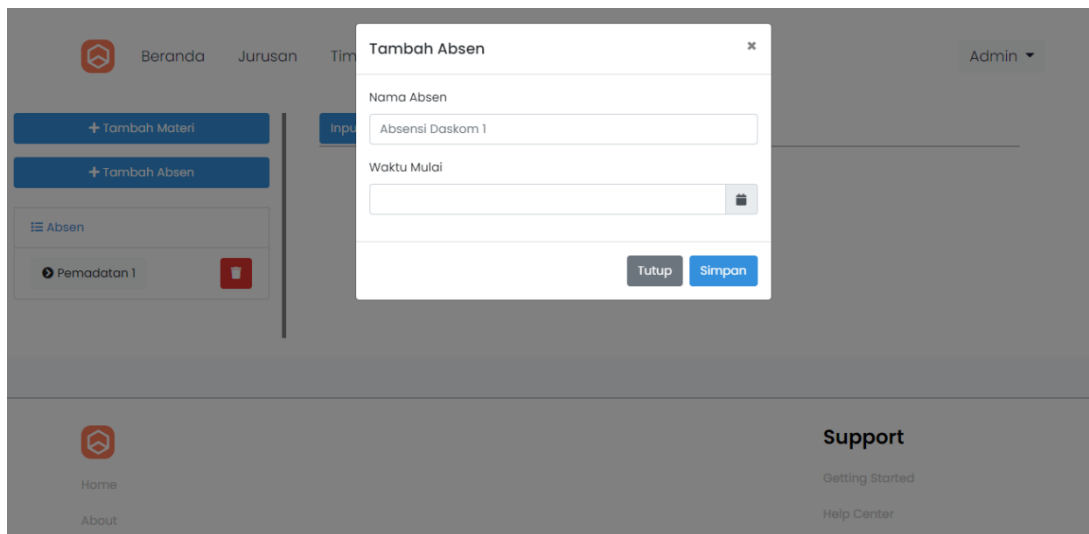 Beranda Jurusan Tim Admin
Tambah Absen
Nama Absen
Absensi Daskom 1
Waktu Mulai
Tutup Simpan
+ Tambah Materi
+ Tambah Absen
Absen
Pemadatan 1
Inpu
Home
About
Support
Getting Started
Help Center